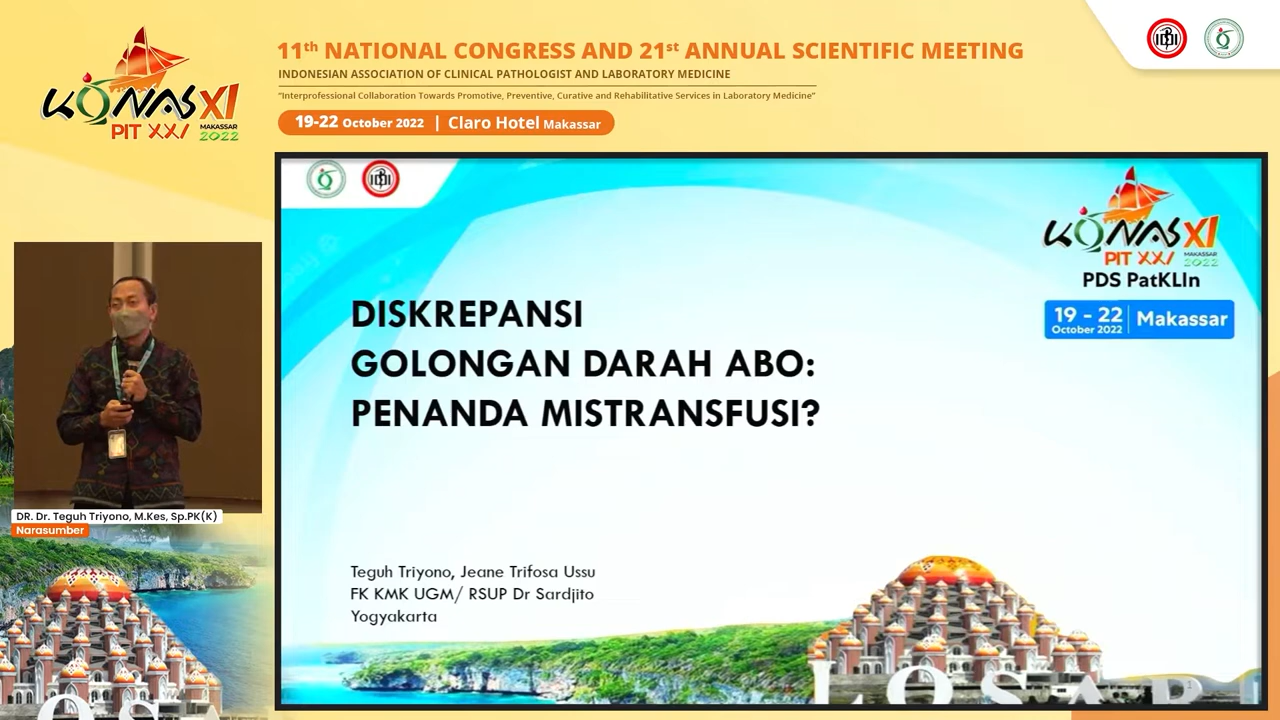 KONAS XI
PIT XXI
MAKASSAR
2022
11th NATIONAL CONGRESS AND 21st ANNUAL SCIENTIFIC MEETING
INDONESIAN ASSOCIATION OF CLINICAL PATHOLOGIST AND LABORATORY MEDICINE
"Interprofessional Collaboration Towards Promotive, Preventive, Curative and Rehabilitative Services in Laboratory Medicine"
19-22 October 2022 | Claro Hotel Makassar
KONAS XI
PIT XXI
MAKASSAR
2022
PDS PatKLIn
19 - 22
October 2022
Makassar
DISKREPANSI
GOLONGAN DARAH ABO:
PENANDA MISTRANSFUSI?
Teguh Triyono, Jeane Trifosa Ussu
FK KMK UGM/ RSUP Dr Sardjito
Yogyakarta
DR. Dr. Teguh Triyono, M.Kes, Sp.PK(K)
Narasumber